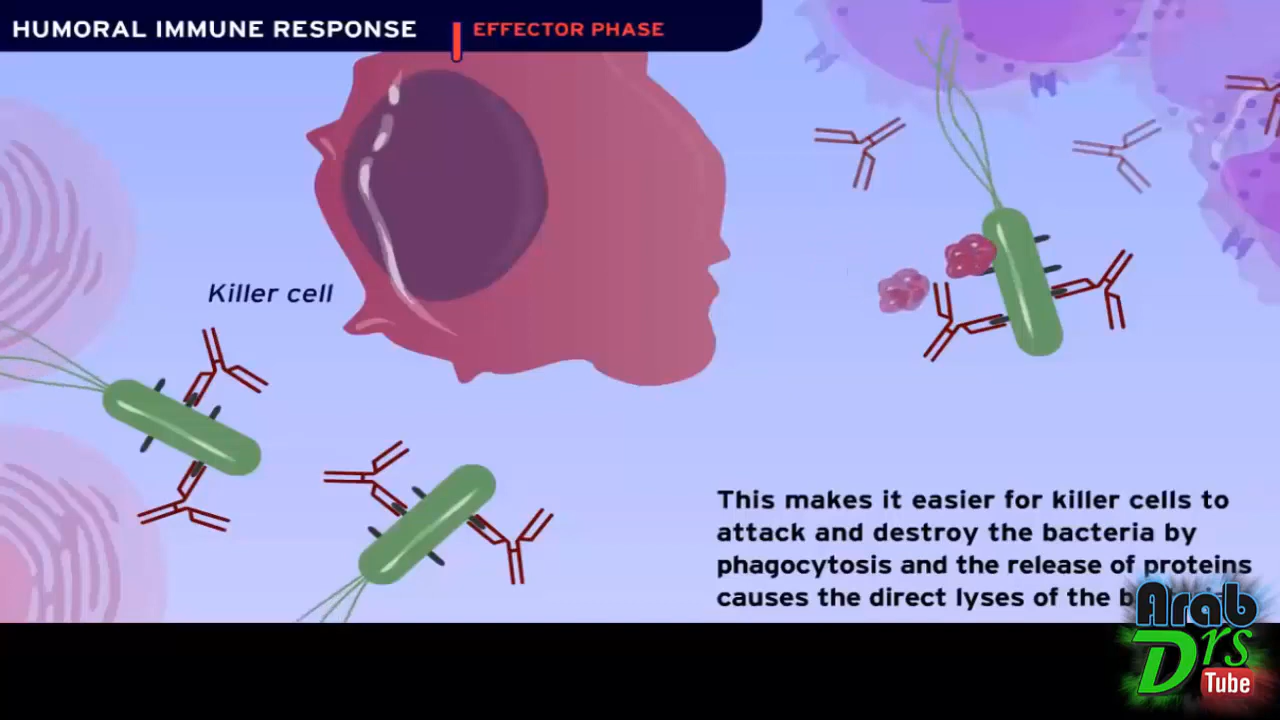 HUMORAL IMMUNE RESPONSE
EFFECTOR PHASE
Killer cell
This makes it easier for killer cells to
attack and destroy the bacteria by
phagocytosis and the release of proteins
causes the direct lyses of the
Arab
Drs
Tube